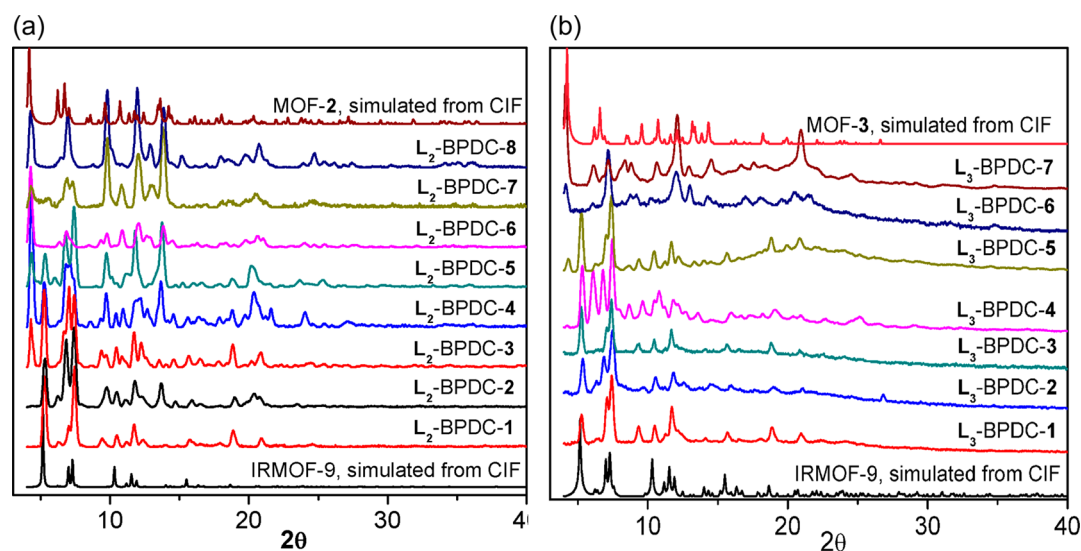 (a)
MOF-2, simulated from CIF
L2-BPDC-8
L2-BPDC-7
L2-BPDC-6
L2-BPDC-5
L2-BPDC-4
L2-BPDC-3
L2-BPDC-2
L2-BPDC-1
IRMOF-9, simulated from CIF
10 20 30 40
2θ
(b)
MOF-3, simulated from CIF
L3-BPDC-7
L3-BPDC-6
L3-BPDC-5
L3-BPDC-4
L3-BPDC-3
L3-BPDC-2
L3-BPDC-1
IRMOF-9, simulated from CIF
10 20 30 40
2θ